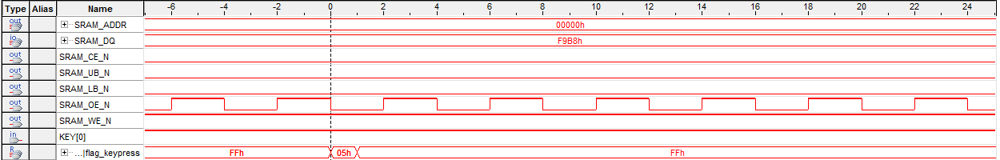 Type Alias Name -6 -4 -2 0 2 4 6 8 10 12 14 16 18 20 22 24
out SRAM_ADDR 00000h
io SRAM_DQ F9B8h
out SRAM_CE_N
out SRAM_UB_N
out SRAM_LB_N
out SRAM_OE_N
out SRAM_WE_N
in KEY[0]
R ...|flag_keypress FFh 05h FFh